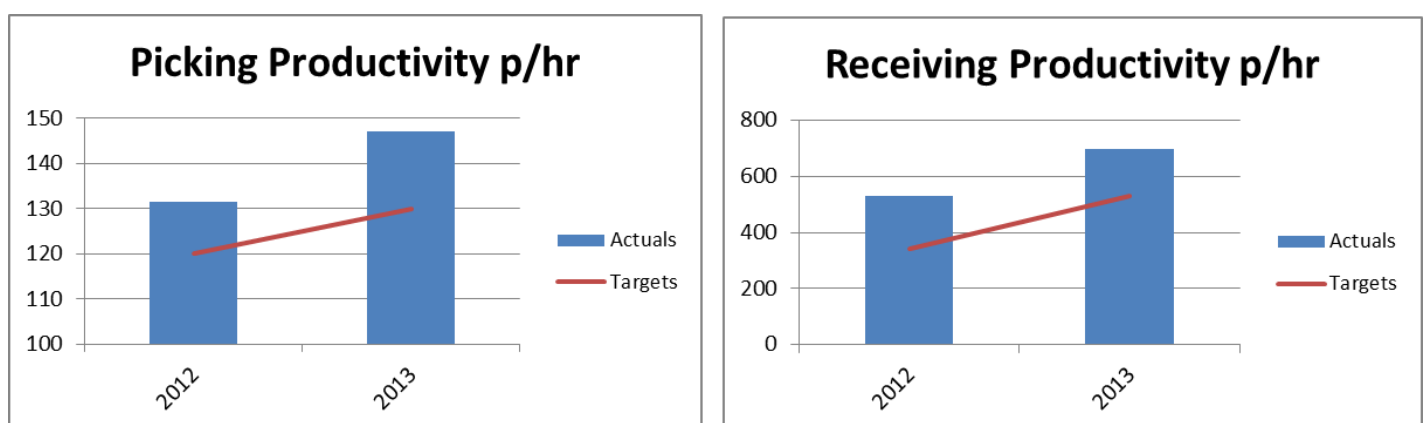 Picking Productivity p/hr
150
140
130
120
110
100
2012
2013
Actuals
Targets
Receiving Productivity p/hr
800
600
400
200
0
2012
2013
Actuals
Targets